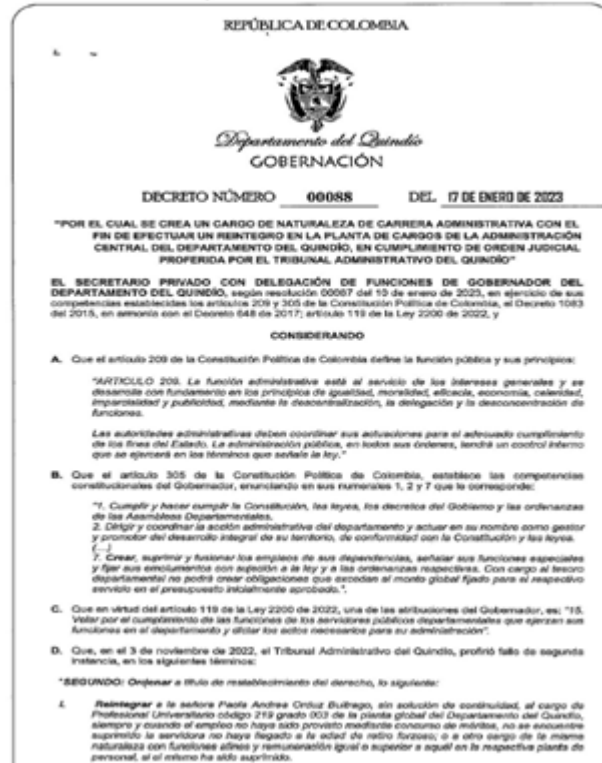 REPÚBLICA DE COLOMBIA
Departamento del Quindío
GOBERNACIÓN
DECRETO NÚMERO 00088 DEL 17 DE ENERO DE 2023
"POR EL CUAL SE CREA UN CARGO DE NATURALEZA DE CARRERA ADMINISTRATIVA CON EL
FIN DE EFECTUAR UN REINTEGRO EN LA PLANTA DE CARGOS DE LA ADMINISTRACIÓN
CENTRAL DEL DEPARTAMENTO DEL QUINDÍO, EN CUMPLIMIENTO DE ORDEN JUDICIAL
PROFERIDA POR EL TRIBUNAL ADMINISTRATIVO DEL QUINDÍO"
EL SECRETARIO PRIVADO CON DELEGACIÓN DE FUNCIONES DE GOBERNADOR DEL
DEPARTAMENTO DEL QUINDÍO, según resolución 00067 del 10 de enero de 2023, en ejercicio de sus
competencias establecidas los artículos 209 y 305 de la Constitución Política de Colombia, el Decreto 1083
del 2015, en armonía con el Decreto 648 de 2017; artículo 119 de la Ley 2200 de 2022, y
CONSIDERANDO
A. Que el artículo 209 de la Constitución Política de Colombia define la función pública y sus principios:
"ARTICULO 209. La función administrativa está al servicio de los intereses generales y se
desarrolla con fundamento en los principios de igualdad, moralidad, eficacia, economía, celeridad,
imparcialidad y publicidad, mediante la descentralización, la delegación y la desconcentración de
funciones.
Las autoridades administrativas deben coordinar sus actuaciones para el adecuado cumplimiento
de los fines del Estado. La administración pública, en todos sus órdenes, tendrá un control interno
que se ejercerá en los términos que señale la ley."
B. Que el artículo 305 de la Constitución Política de Colombia, establece las competencias
constitucionales del Gobernador, enunciando en sus numerales 1, 2 y 7 que le corresponde:
"1. Cumplir y hacer cumplir la Constitución, las leyes, los decretos del Gobierno y las ordenanzas
de las Asambleas Departamentales.
2. Dirigir y coordinar la acción administrativa del departamento y actuar en su nombre como gestor
y promotor del desarrollo integral de su territorio, de conformidad con la Constitución y las leyes.
(....)
7. Crear, suprimir y fusionar los empleos de sus dependencias, señalar sus funciones especiales
y fijar sus emolumentos con sujeción a la ley y a las ordenanzas respectivas. Con cargo al tesoro
departamental no podrá crear obligaciones que excedan al monto global fijado para el respectivo
servicio en el presupuesto inicialmente aprobado.".
C. Que en virtud del artículo 119 de la Ley 2200 de 2022, una de las atribuciones del Gobernador, es: "15.
Velar por el cumplimiento de las funciones de los servidores públicos departamentales que ejerzan sus
funciones en el departamento y dictar los actos necesarios para su administración".
D. Que, en el 3 de noviembre de 2022, el Tribunal Administrativo del Quindío, profirió fallo de segunda
instancia, en los siguientes términos:
"SEGUNDO: Ordenar a título de restablecimiento del derecho, lo siguiente:
i. Reintegrar a la señora Paola Andrea Orduz Buitrago, sin solución de continuidad, al cargo de
Profesional Universitario código 219 grado 003 de la planta global del Departamento del Quindío,
siempre y cuando el empleo no haya sido provisto mediante concurso de méritos, no se encuentre
suprimido la servidora no haya llegado a la edad de retiro forzoso; o a otro cargo de la misma
naturaleza con funciones afines y remuneración igual o superior a aquél en la respectiva planta de
personal, si el mismo ha sido suprimido.